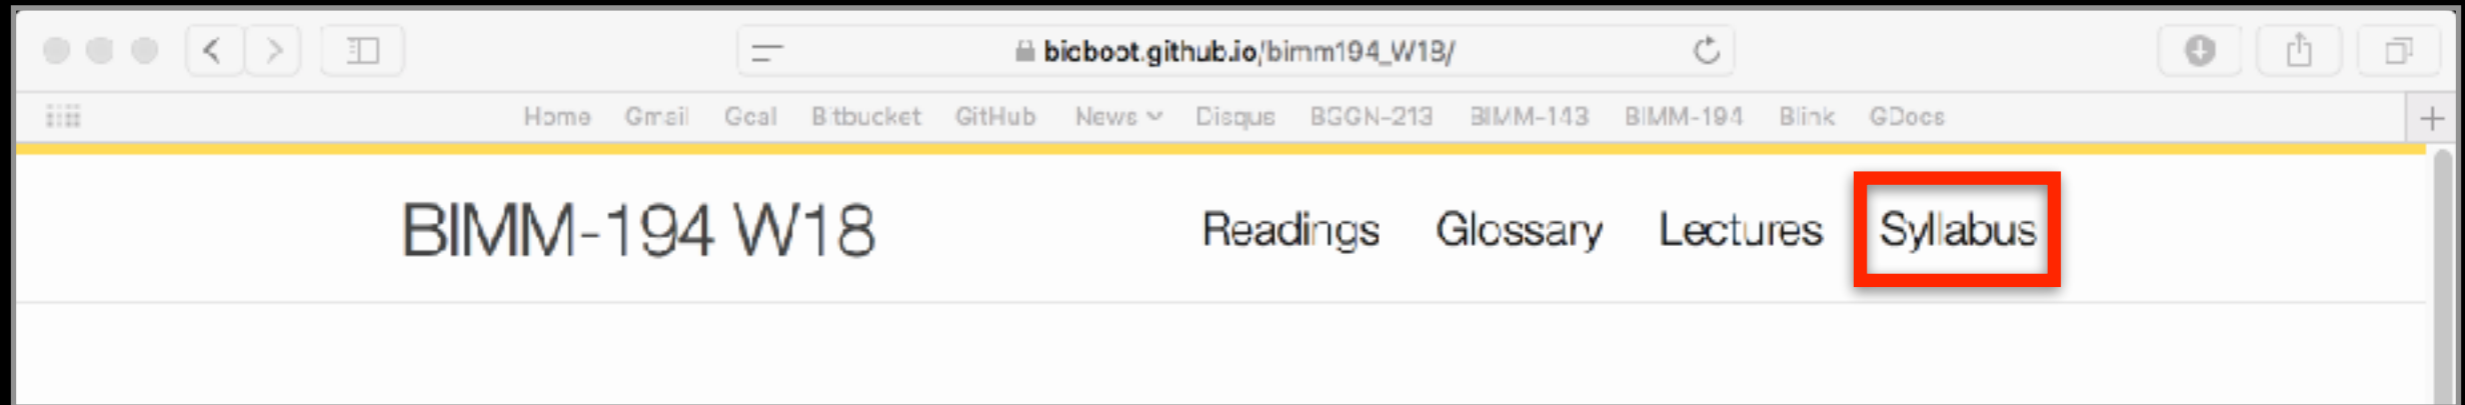 bioboot.github.io/bimm194_W18/
Home Gmail Gcal Bitbucket GitHub News Disqus BGGN-213 BIMM-143 BIMM-194 Blink GDocs
BIMM-194 W18 Readings Glossary Lectures Syllabus